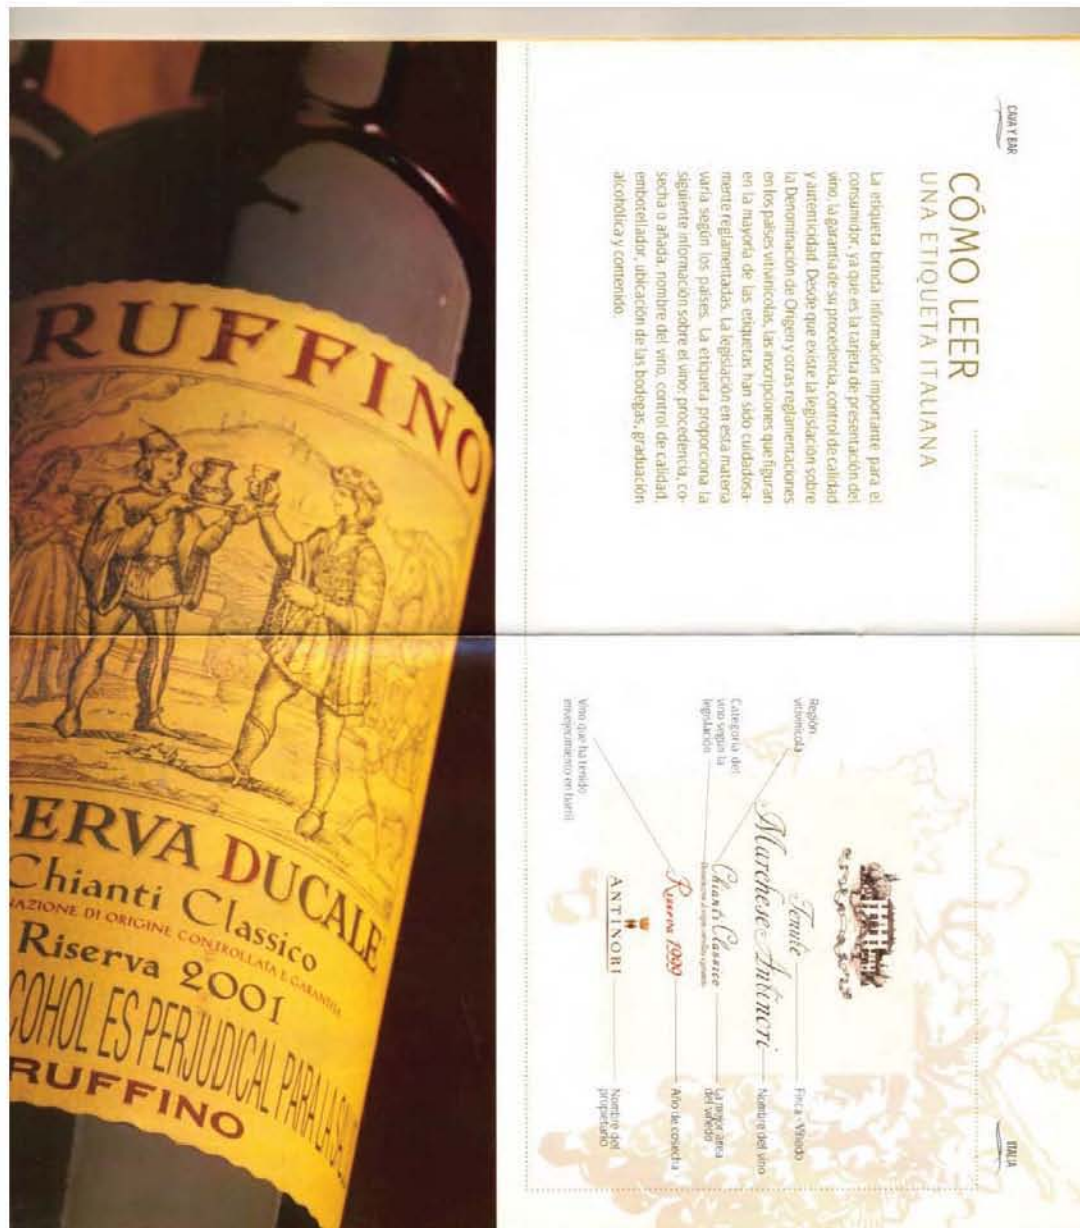 CAVA Y BAR
CÓMO LEER
UNA ETIQUETA ITALIANA
La etiqueta brinda información importante para el
consumidor, ya que es la tarjeta de presentación del
vino, la garantía de su procedencia, control de calidad
y autenticidad. Desde que existe la legislación sobre
la Denominación de Origen y otras reglamentaciones
en los países vitivinícolas, las inscripciones que figuran
en la mayoría de las etiquetas han sido cuidadosa-
mente reglamentadas. La legislación en esta materia
varía según los países. La etiqueta proporciona la
siguiente información sobre el vino: procedencia, co-
secha o añada, nombre del vino, control de calidad,
embotellador, ubicación de las bodegas, graduación
alcohólica y contenido.
ITALIA
Región
vitivinícola
Categoría del
vino según la
legislación
Vino que ha tenido
envejecimiento en barril
Tenute
Marchese Antinori
Chianti Classico
Riserva 1999
ANTINORI
Finca-Viñedo
Nombre del vino
La mejor área
del viñedo
Año de cosecha
Nombre del
propietario
RUFFINO
ERVA DUCALE
Chianti Classico
NAZIONE DI ORIGINE CONTROLLATA E GARANTITA
Riserva 2001
COHOL ES PERJUDICAL PARA LA SALU
RUFFINO